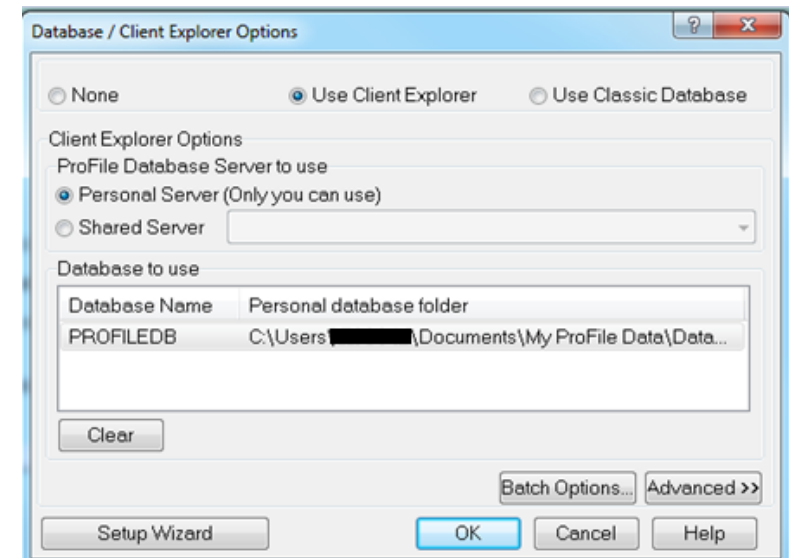 Database / Client Explorer Options
None Use Client Explorer Use Classic Database
Client Explorer Options
ProFile Database Server to use
Personal Server (Only you can use)
Shared Server
Database to use
Database Name Personal database folder
PROFILEDB C:\Users\ \Documents\My ProFile Data\Data...
Clear
Batch Options... Advanced >>
Setup Wizard OK Cancel Help